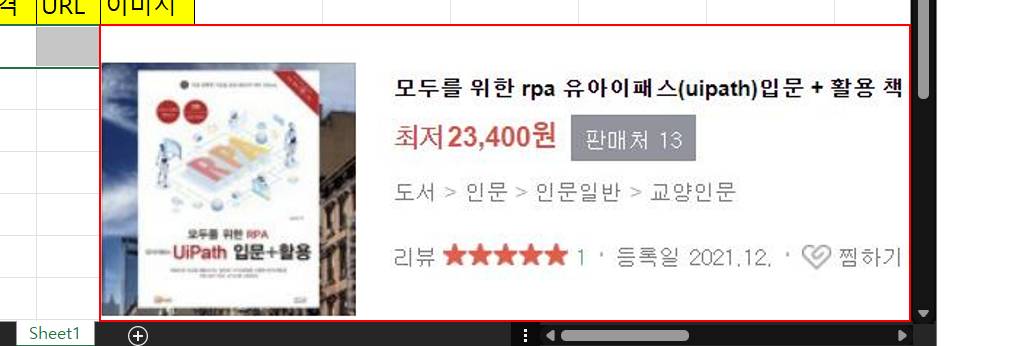 격 URL 이미지
RPA
모두를 위한 RPA
UiPath 입문+활용
모두를 위한 rpa 유아이패스(uipath)입문 + 활용 책
최저 23,400원 판매처 13
도서 > 인문 > 인문일반 > 교양인문
리뷰 ★★★★★ 1 · 등록일 2021.12. · 찜하기
Sheet1